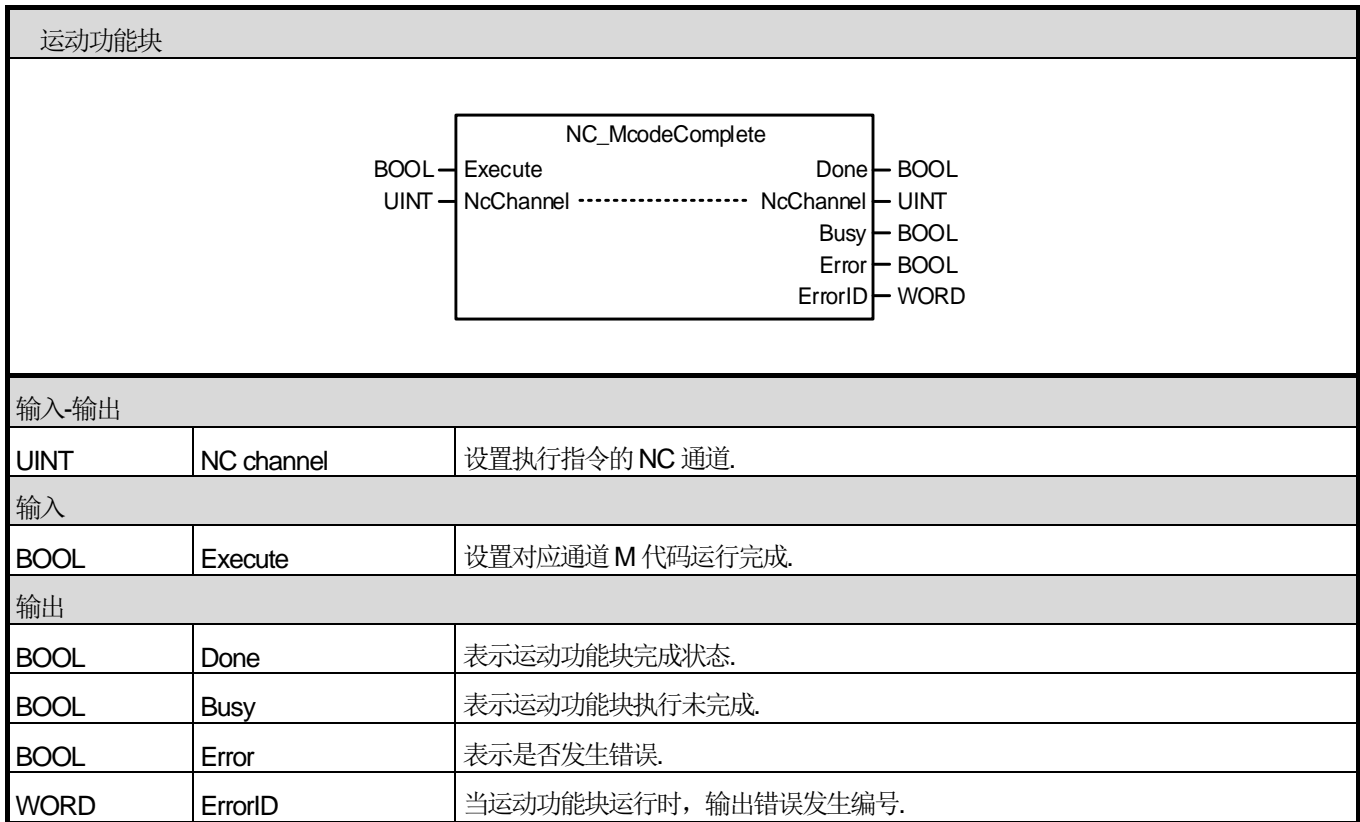 运动功能块
NC_McodeComplete
BOOL Execute Done BOOL
UINT NcChannel NcChannel UINT
Busy BOOL
Error BOOL
ErrorID WORD
输入-输出
UINT NC channel 设置执行指令的 NC 通道.
输入
BOOL Execute 设置对应通道 M 代码运行完成.
输出
BOOL Done 表示运动功能块完成状态.
BOOL Busy 表示运动功能块执行未完成.
BOOL Error 表示是否发生错误.
WORD ErrorID 当运动功能块运行时，输出错误发生编号.